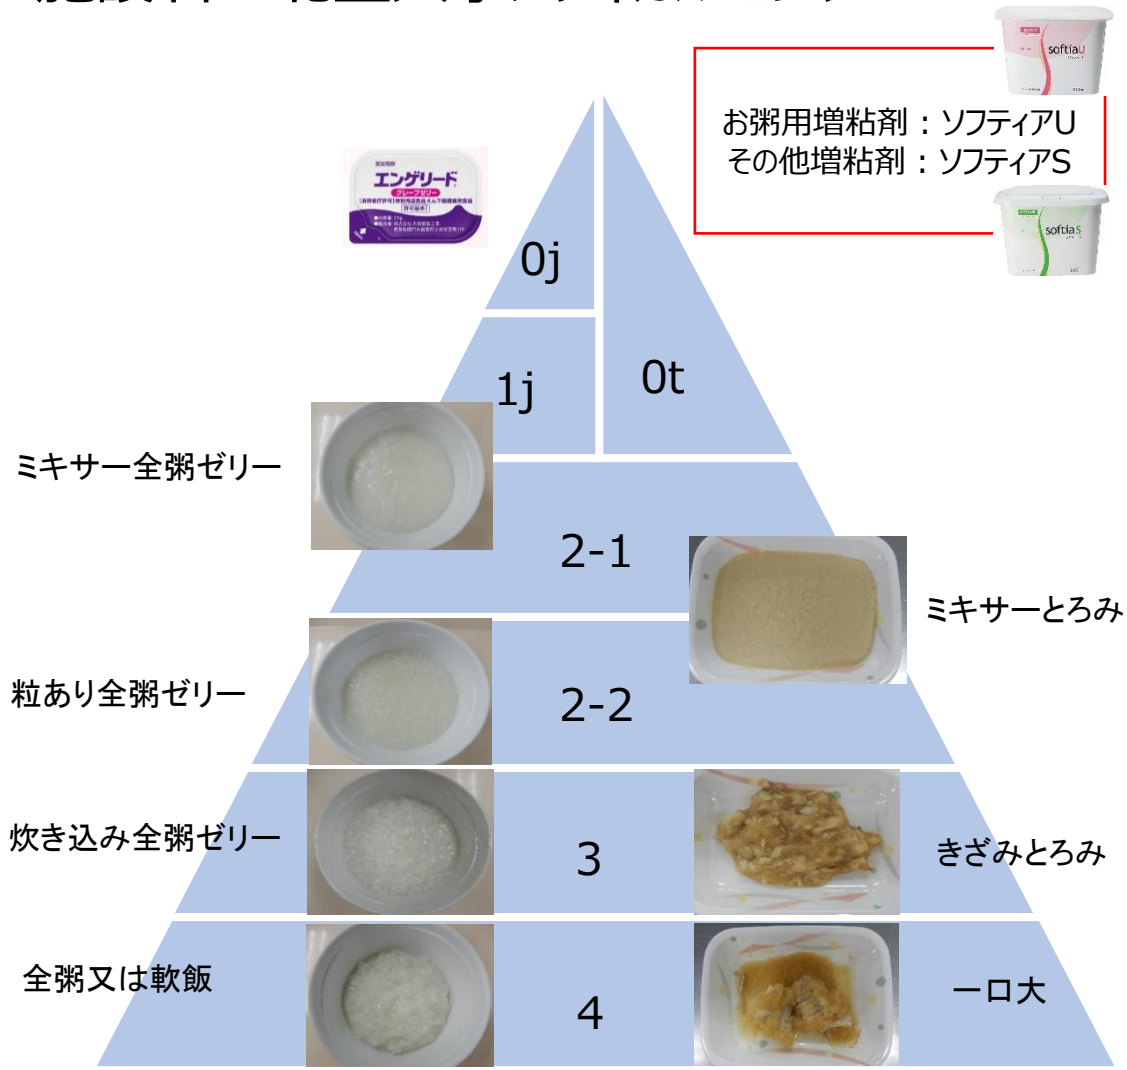 お粥用増粘剤：ソフティアU
その他増粘剤：ソフティアS
softiaU
softiaS
エンゲリード
グレープゼリー
0j
1j
0t
ミキサー全粥ゼリー
2-1
ミキサーとろみ
粒あり全粥ゼリー
2-2
炊き込み全粥ゼリー
3
きざみとろみ
全粥又は軟飯
4
一口大